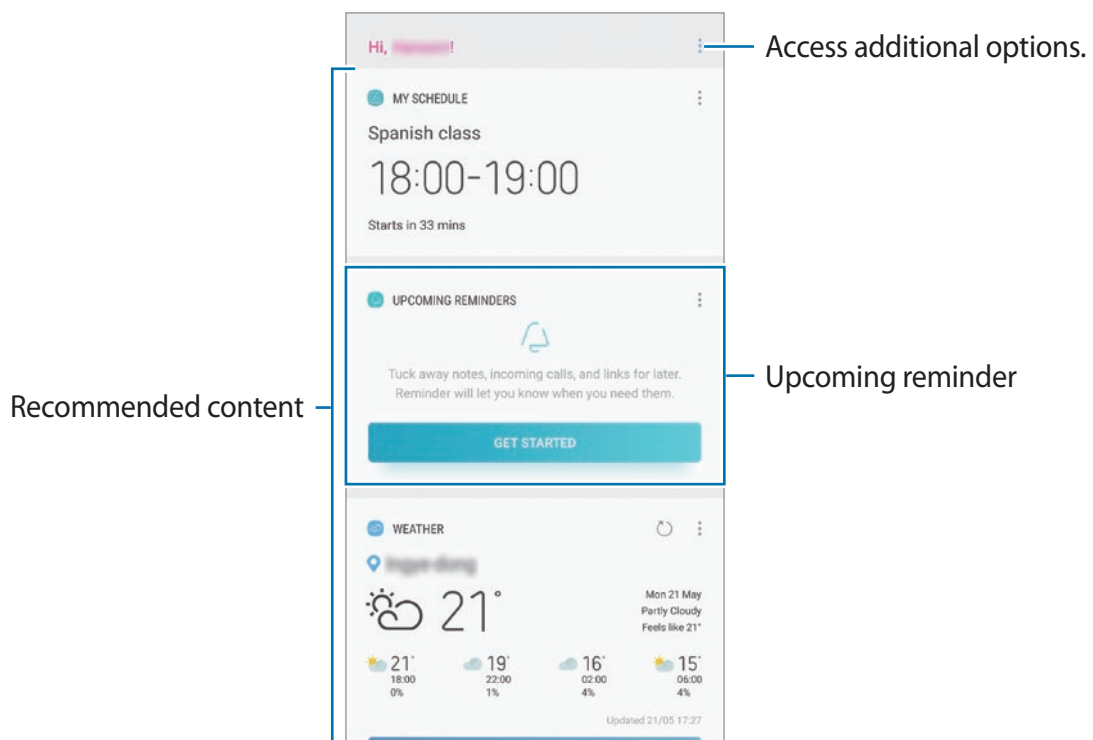 Hi, !
Access additional options.
MY SCHEDULE
Spanish class
18:00-19:00
Starts in 33 mins
UPCOMING REMINDERS
Tuck away notes, incoming calls, and links for later.
Reminder will let you know when you need them.
GET STARTED
Upcoming reminder
Recommended content
WEATHER
21°
Mon 21 May
Partly Cloudy
Feels like 21°
21° 19° 16° 15°
18:00 22:00 02:00 06:00
0% 1% 4% 4%
Updated 21/05 17:27